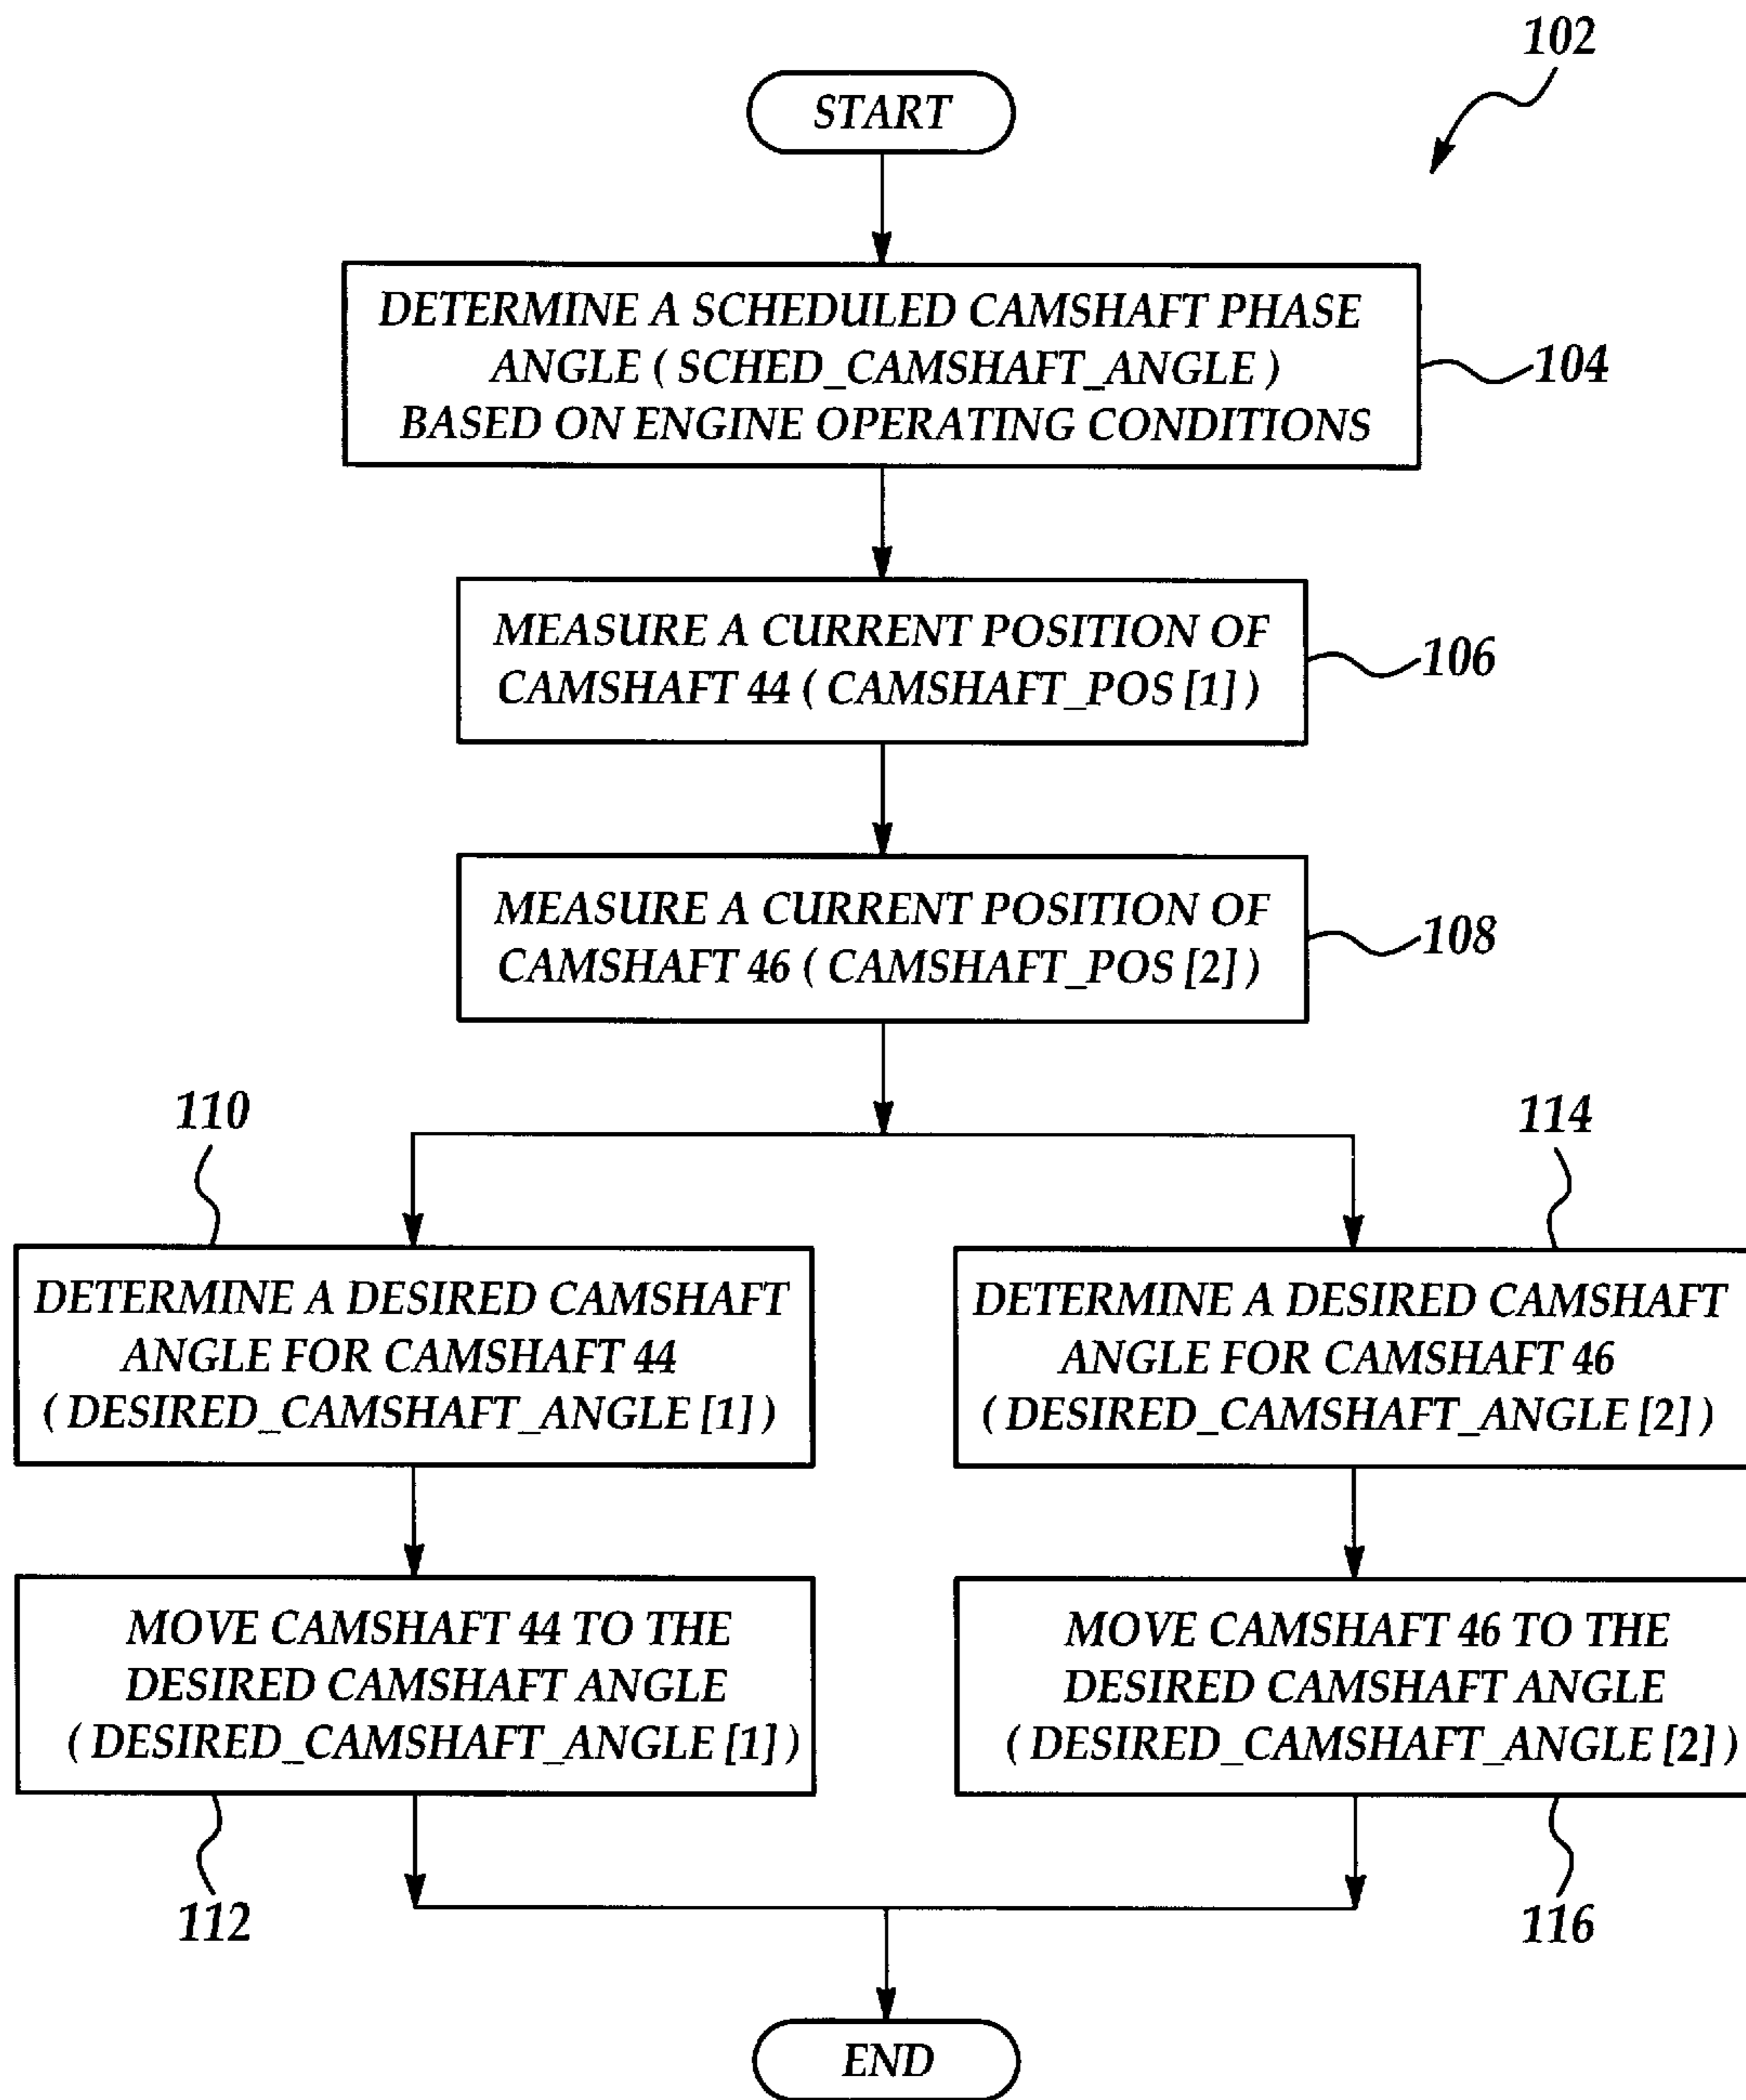 102
START
DETERMINE A SCHEDULED CAMSHAFT PHASE
ANGLE ( SCHED_CAMSHAFT_ANGLE )
BASED ON ENGINE OPERATING CONDITIONS
104
MEASURE A CURRENT POSITION OF
CAMSHAFT 44 ( CAMSHAFT_POS [1] )
106
MEASURE A CURRENT POSITION OF
CAMSHAFT 46 ( CAMSHAFT_POS [2] )
108
110
DETERMINE A DESIRED CAMSHAFT
ANGLE FOR CAMSHAFT 44
( DESIRED_CAMSHAFT_ANGLE [1] )
114
DETERMINE A DESIRED CAMSHAFT
ANGLE FOR CAMSHAFT 46
( DESIRED_CAMSHAFT_ANGLE [2] )
MOVE CAMSHAFT 44 TO THE
DESIRED CAMSHAFT ANGLE
( DESIRED_CAMSHAFT_ANGLE [1] )
112
MOVE CAMSHAFT 46 TO THE
DESIRED CAMSHAFT ANGLE
( DESIRED_CAMSHAFT_ANGLE [2] )
116
END